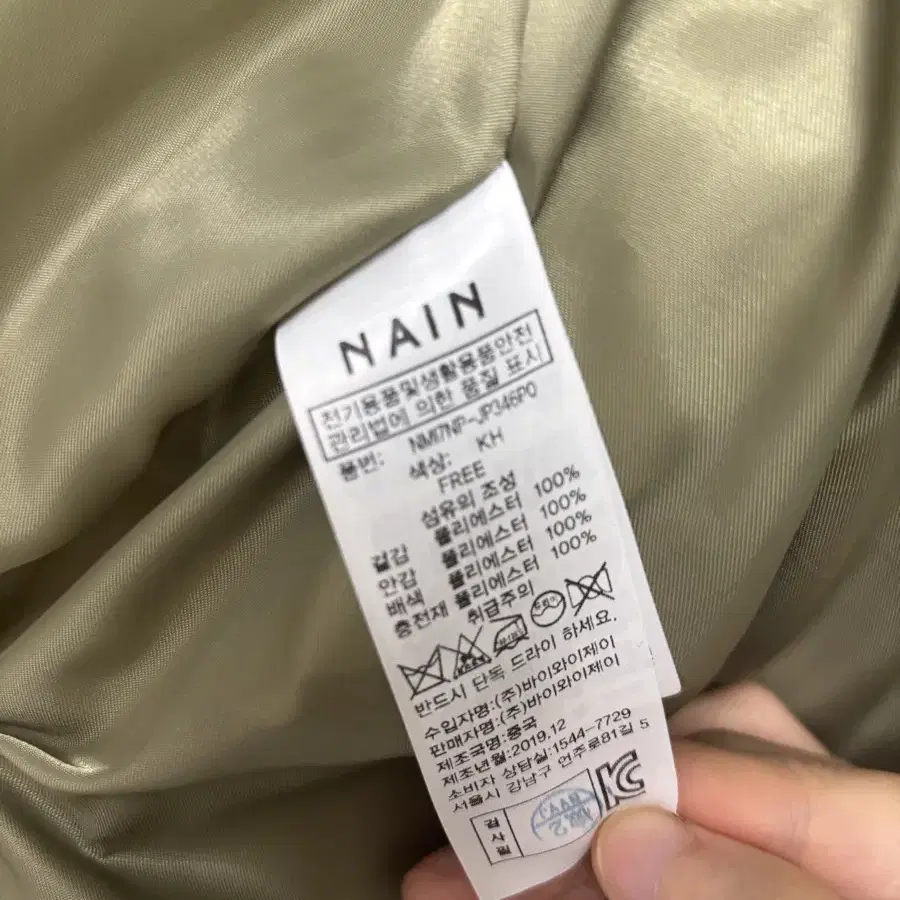 NAIN
전기용품및생활용품안전
관리법에 의한 품질 표시
품번: NMI7NP-JP346P0
색상: KH
FREE
섬유의 조성
겉감 폴리에스터 100%
안감 폴리에스터 100%
배색 폴리에스터 100%
충전재 폴리에스터 100%
취급주의
반드시 단독 드라이 하세요.
수입자명:(주)바이와이제이
판매자명:(주)바이와이제이
제조국명:중국
제조년월:2019.12
소비자 상담실:1544-7729
서울시 강남구 언주로81길 5
검사필